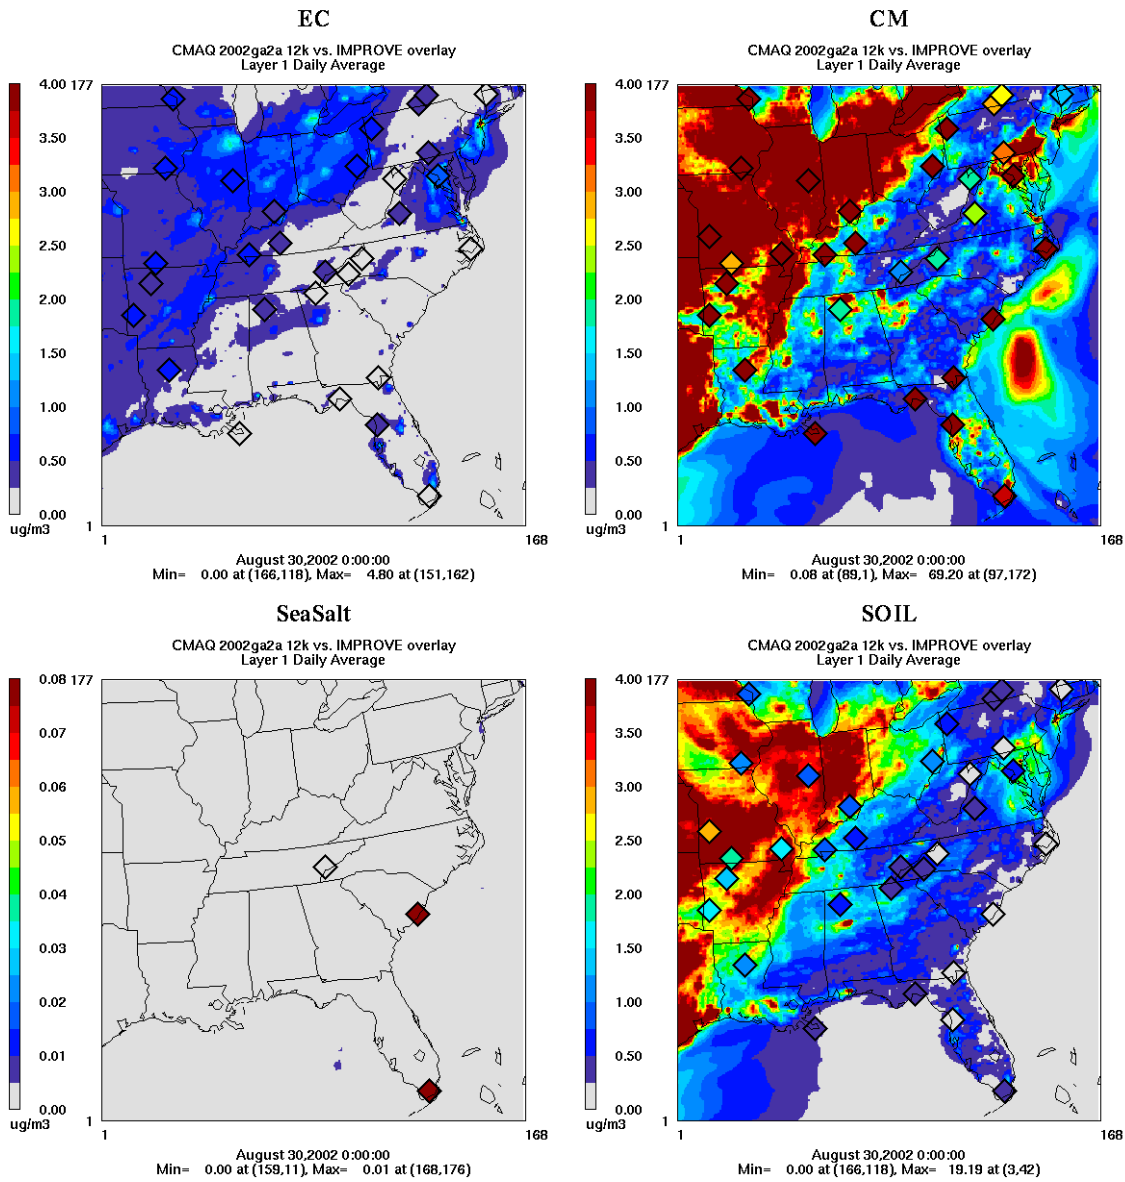 EC
CMAQ 2002ga2a 12k vs. IMPROVE overlay
Layer 1 Daily Average
4.00 177
3.50
3.00
2.50
2.00
1.50
1.00
0.50
0.00
ug/m3
1
1 168
August 30,2002 0:00:00
Min= 0.00 at (166,118), Max= 4.80 at (151,162)
CM
CMAQ 2002ga2a 12k vs. IMPROVE overlay
Layer 1 Daily Average
4.00 177
3.50
3.00
2.50
2.00
1.50
1.00
0.50
0.00
ug/m3
1
1 168
August 30,2002 0:00:00
Min= 0.08 at (89,1), Max= 69.20 at (97,172)
SeaSalt
CMAQ 2002ga2a 12k vs. IMPROVE overlay
Layer 1 Daily Average
0.08 177
0.07
0.06
0.05
0.04
0.03
0.02
0.01
0.00
ug/m3
1
1 168
August 30,2002 0:00:00
Min= 0.00 at (159,11), Max= 0.01 at (168,176)
SOIL
CMAQ 2002ga2a 12k vs. IMPROVE overlay
Layer 1 Daily Average
4.00 177
3.50
3.00
2.50
2.00
1.50
1.00
0.50
0.00
ug/m3
1
1 168
August 30,2002 0:00:00
Min= 0.00 at (166,118), Max= 19.19 at (3,42)